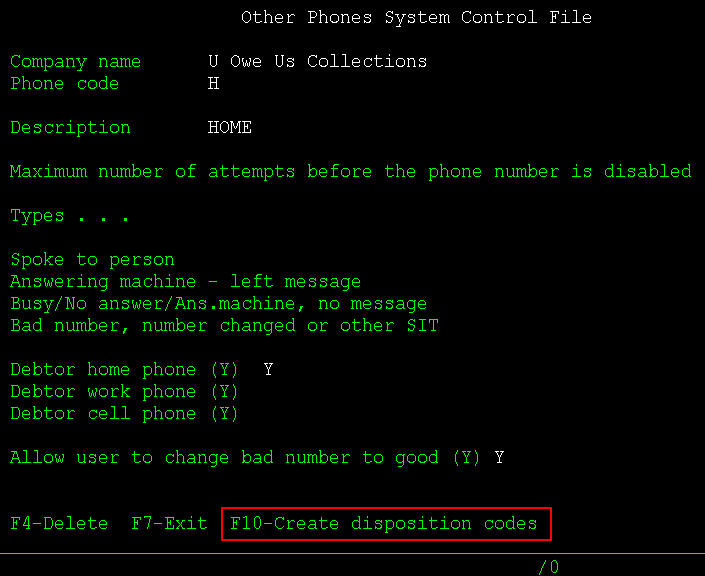 Other Phones System Control File
Company name U Owe Us Collections
Phone code H
Description HOME
Maximum number of attempts before the phone number is disabled
Types . . .
Spoke to person
Answering machine - left message
Busy/No answer/Ans.machine, no message
Bad number, number changed or other SIT
Debtor home phone (Y) Y
Debtor work phone (Y)
Debtor cell phone (Y)
Allow user to change bad number to good (Y) Y
F4-Delete F7-Exit F10-Create disposition codes
/0